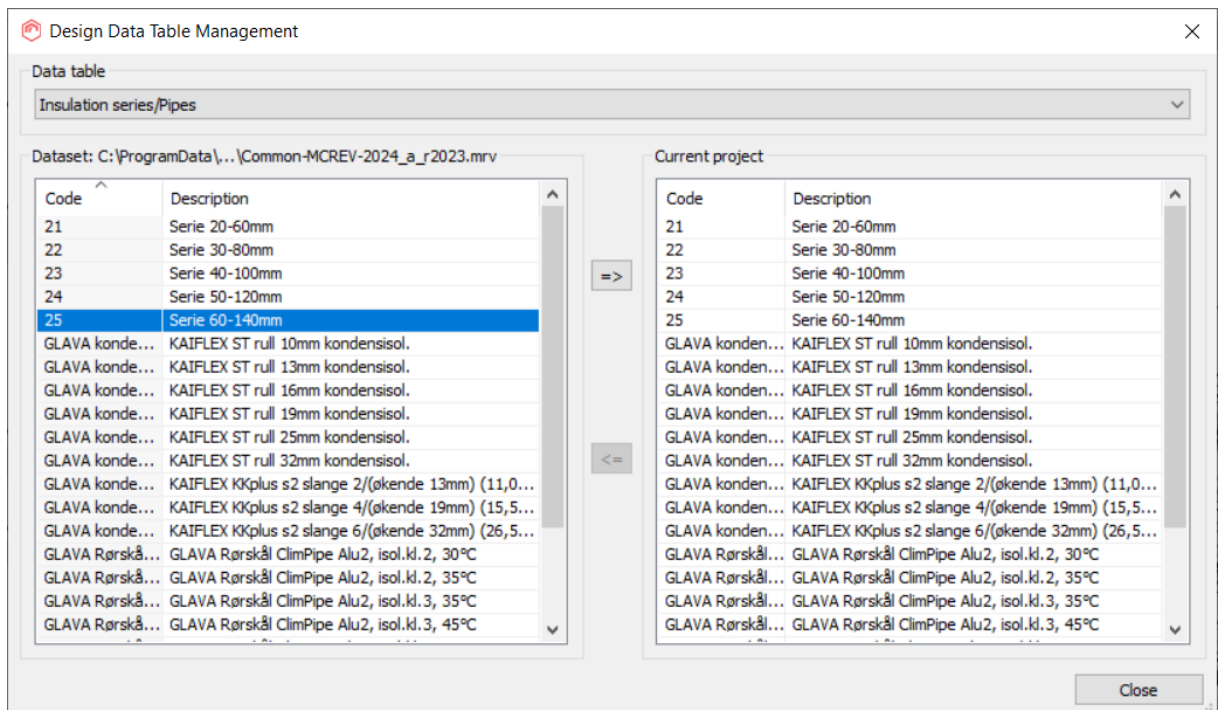 Design Data Table Management
Data table
Insulation series/Pipes
Dataset: C:\ProgramData\...\Common-MCREV-2024_a_r2023.mrv
Code Description
21 Serie 20-60mm
22 Serie 30-80mm
23 Serie 40-100mm
24 Serie 50-120mm
25 Serie 60-140mm
GLAVA konde... KAIFLEX ST rull 10mm kondensisol.
GLAVA konde... KAIFLEX ST rull 13mm kondensisol.
GLAVA konde... KAIFLEX ST rull 16mm kondensisol.
GLAVA konde... KAIFLEX ST rull 19mm kondensisol.
GLAVA konde... KAIFLEX ST rull 25mm kondensisol.
GLAVA konde... KAIFLEX ST rull 32mm kondensisol.
GLAVA konde... KAIFLEX KKplus s2 slange 2/(økende 13mm) (11,0...
GLAVA konde... KAIFLEX KKplus s2 slange 4/(økende 19mm) (15,5...
GLAVA konde... KAIFLEX KKplus s2 slange 6/(økende 32mm) (26,5...
GLAVA Rørskå... GLAVA Rørskål ClimPipe Alu2, isol.kl.2, 30°C
GLAVA Rørskå... GLAVA Rørskål ClimPipe Alu2, isol.kl.2, 35°C
GLAVA Rørskå... GLAVA Rørskål ClimPipe Alu2, isol.kl.3, 35°C
GLAVA Rørskå... GLAVA Rørskål ClimPipe Alu2, isol.kl.3, 45°C
=>
<=
Current project
Code Description
21 Serie 20-60mm
22 Serie 30-80mm
23 Serie 40-100mm
24 Serie 50-120mm
25 Serie 60-140mm
GLAVA konden... KAIFLEX ST rull 10mm kondensisol.
GLAVA konden... KAIFLEX ST rull 13mm kondensisol.
GLAVA konden... KAIFLEX ST rull 16mm kondensisol.
GLAVA konden... KAIFLEX ST rull 19mm kondensisol.
GLAVA konden... KAIFLEX ST rull 25mm kondensisol.
GLAVA konden... KAIFLEX ST rull 32mm kondensisol.
GLAVA konden... KAIFLEX KKplus s2 slange 2/(økende 13mm) (11,0...
GLAVA konden... KAIFLEX KKplus s2 slange 4/(økende 19mm) (15,5...
GLAVA konden... KAIFLEX KKplus s2 slange 6/(økende 32mm) (26,5...
GLAVA Rørskål... GLAVA Rørskål ClimPipe Alu2, isol.kl.2, 30°C
GLAVA Rørskål... GLAVA Rørskål ClimPipe Alu2, isol.kl.2, 35°C
GLAVA Rørskål... GLAVA Rørskål ClimPipe Alu2, isol.kl.3, 35°C
GLAVA Rørskål... GLAVA Rørskål ClimPipe Alu2, isol.kl.3, 45°C
Close